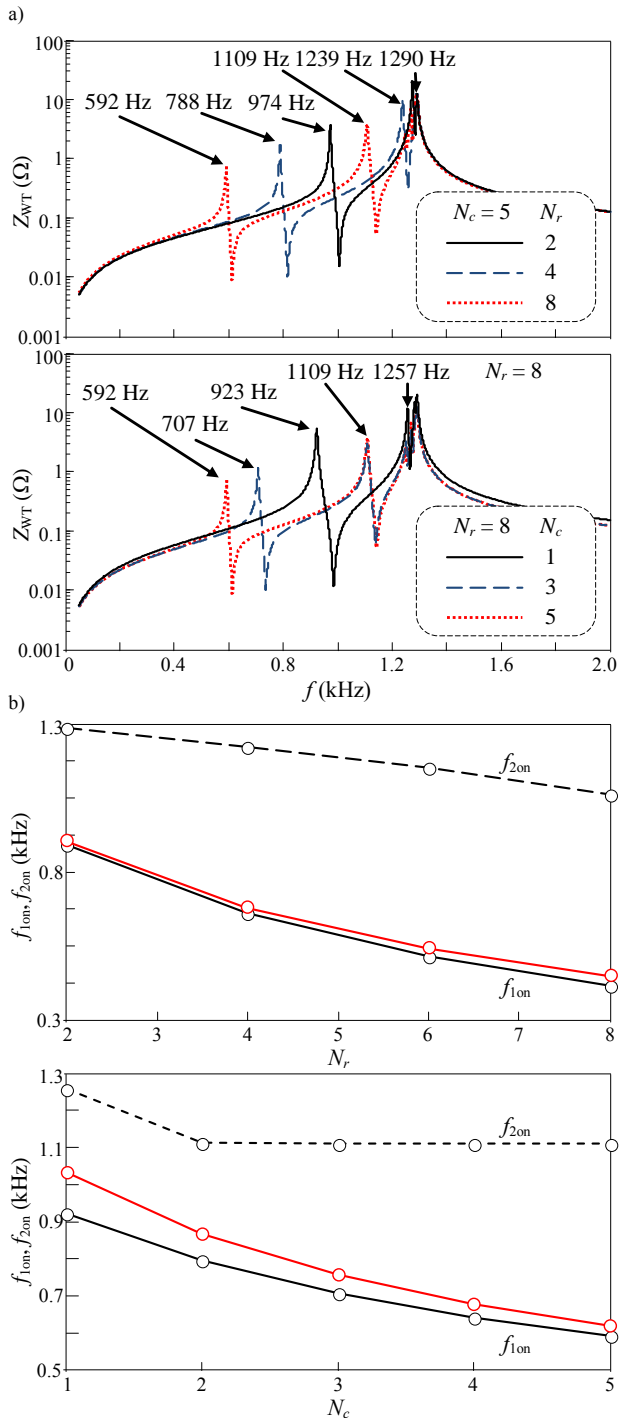 a)
100
10
1
0.1
0.01
0.001
Z_WT (Ω)
1109 Hz 1239 Hz 1290 Hz
592 Hz 788 Hz 974 Hz
N_c = 5 N_r
2
4
8
100
10
1
0.1
0.01
0.001
Z_WT (Ω)
1109 Hz 1257 Hz N_r = 8
592 Hz 923 Hz
707 Hz
N_r = 8 N_c
1
3
5
0 0.4 0.8 1.2 1.6 2.0
f (kHz)
b)
1.3
0.8
0.3
f_1on, f_2on (kHz)
f_2on
f_1on
2 3 4 5 6 7 8
N_r
1.3
1.1
0.9
0.7
0.5
f_1on, f_2on (kHz)
f_2on
f_1on
1 2 3 4 5
N_c